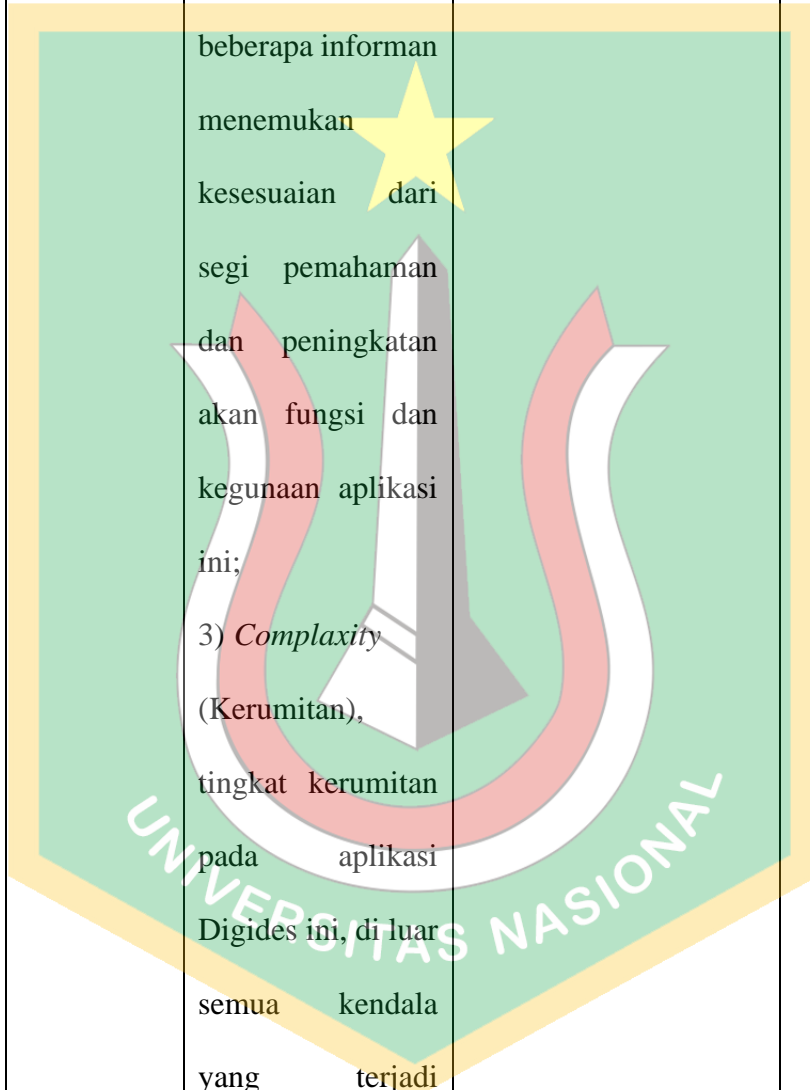 beberapa informan
menemukan
kesesuaian dari
segi pemahaman
dan peningkatan
akan fungsi dan
kegunaan aplikasi
ini;
3) Complaxity
(Kerumitan),
tingkat kerumitan
pada aplikasi
Digides ini, di luar
semua kendala
yang terjadi
UNIVERSITAS NASIONAL